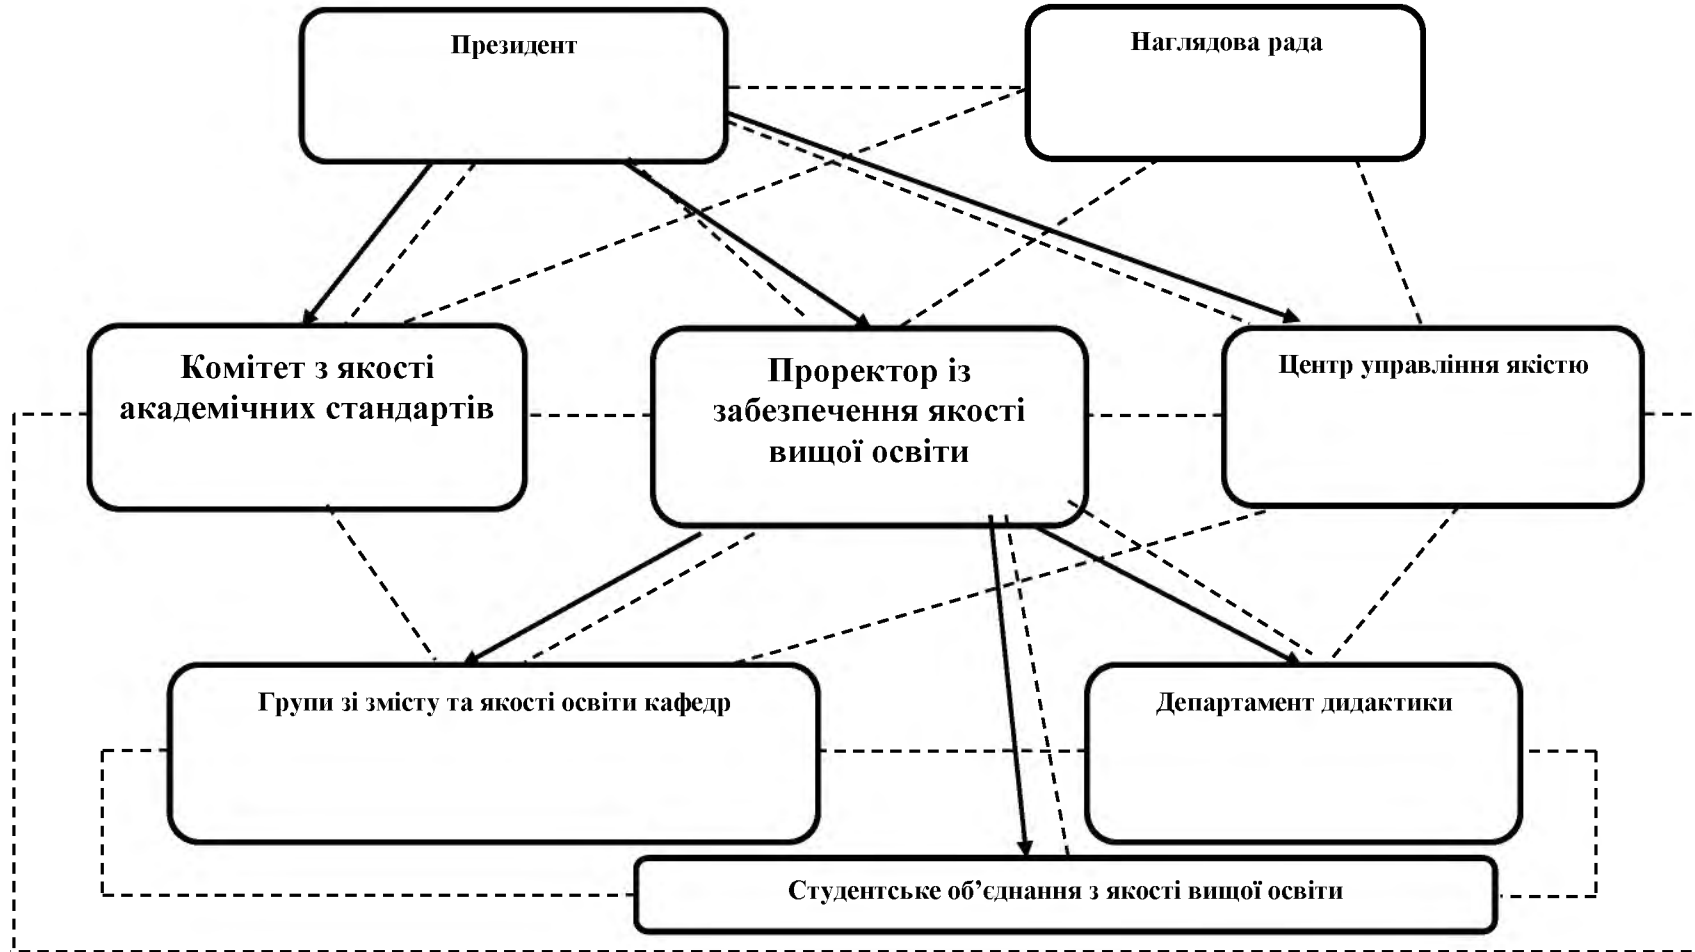 Президент
Наглядова рада
Комітет з якості
академічних стандартів
Проректор із
забезпечення якості
вищої освіти
Центр управління якістю
Групи зі змісту та якості освіти кафедр
Департамент дидактики
Студентське об’єднання з якості вищої освіти